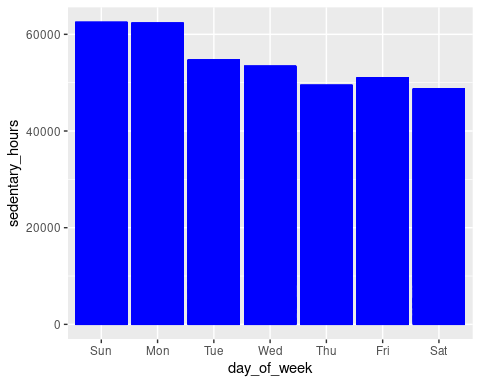 sedentary_hours
60000
40000
20000
0
Sun Mon Tue Wed Thu Fri Sat
day_of_week